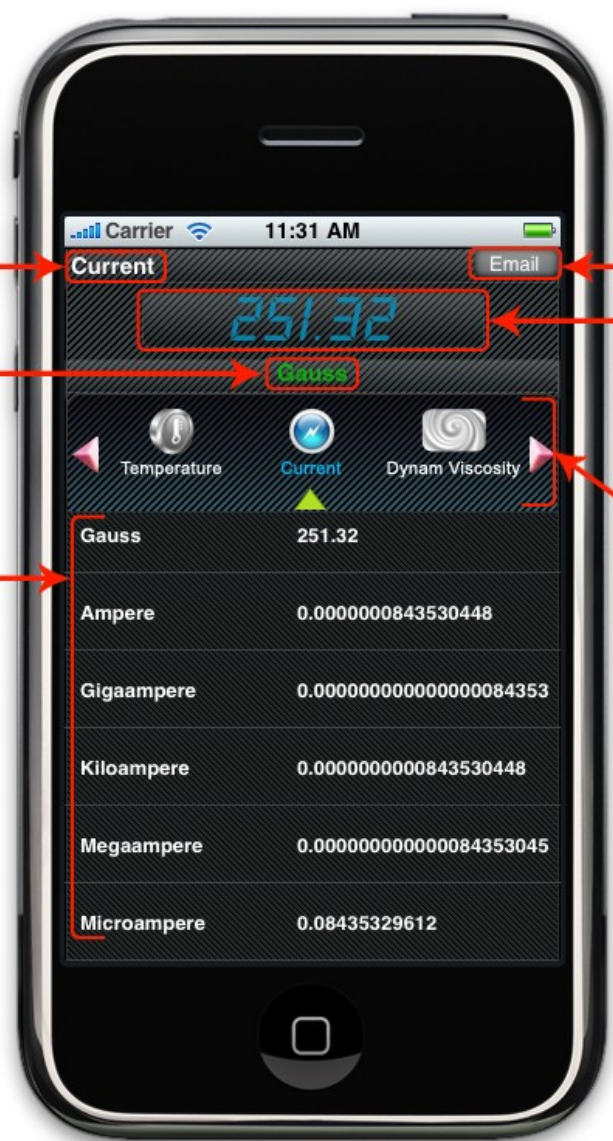 Carrier 11:31 AM
Current Email
251.32
Gauss
Temperature Current Dynam Viscosity
Gauss 251.32
Ampere 0.0000000843530448
Gigaampere 0.000000000000000084353
Kiloampere 0.0000000000843530448
Megaampere 0.000000000000084353045
Microampere 0.08435329612